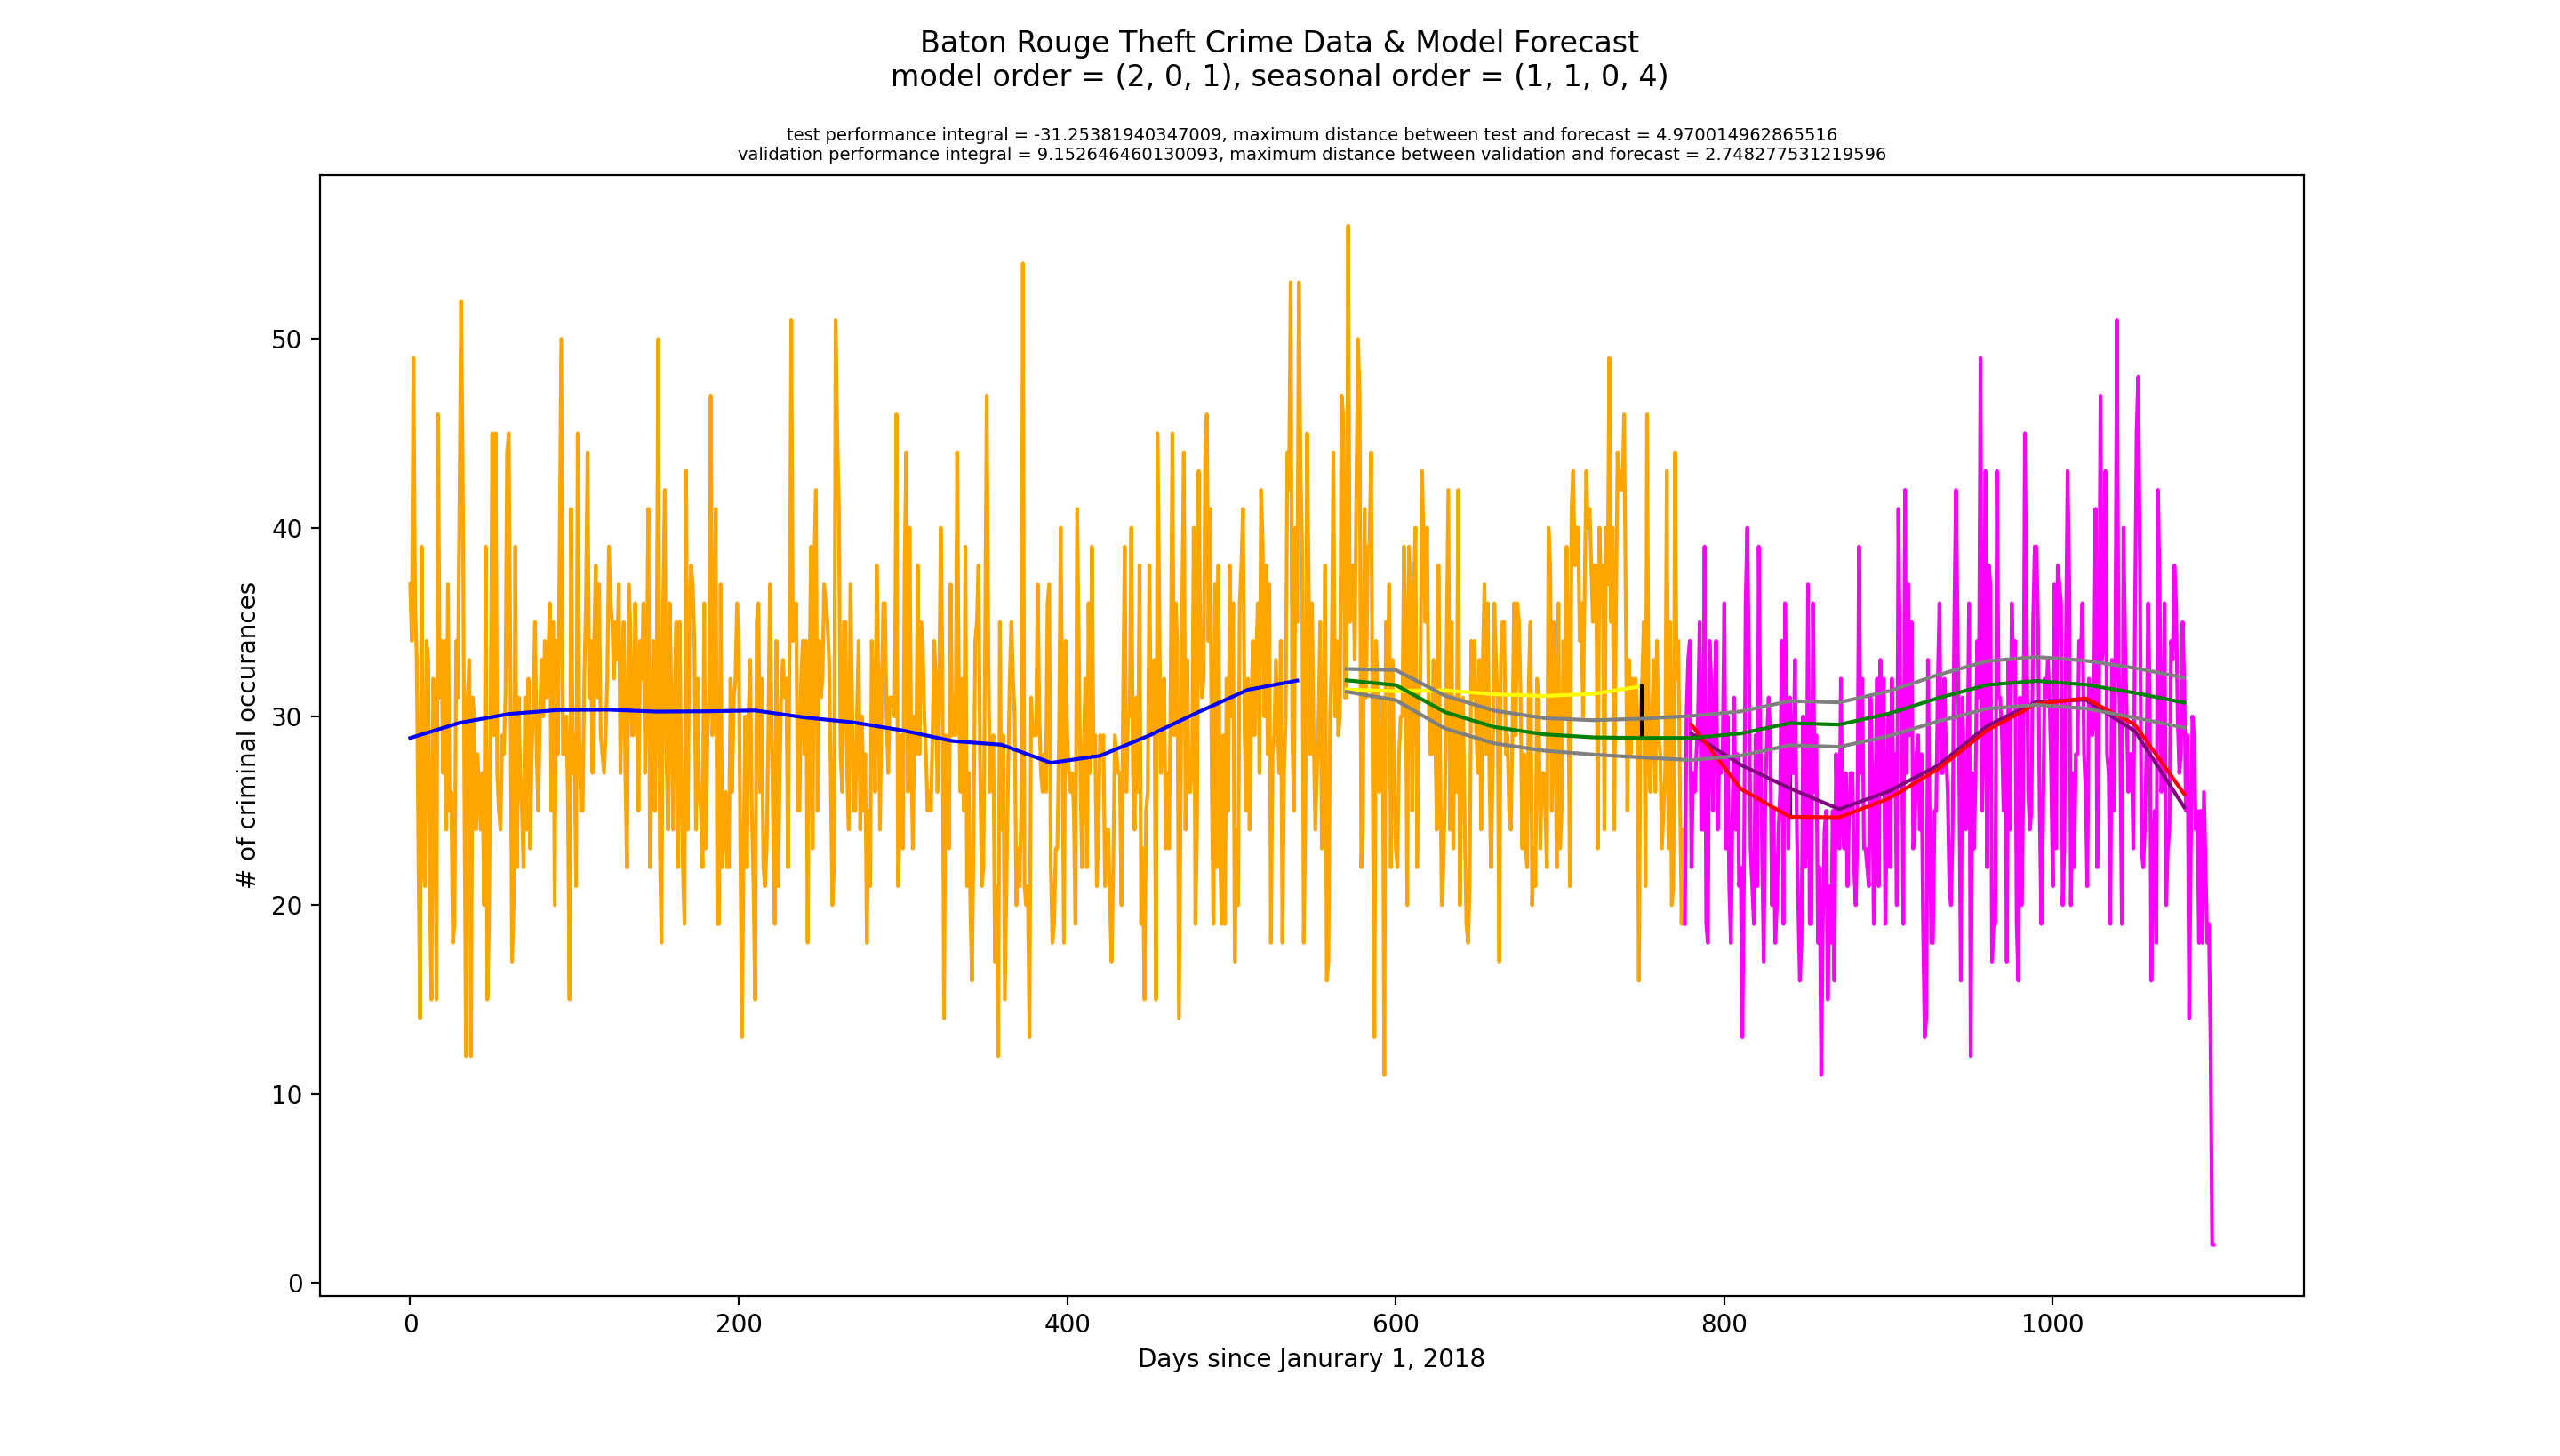 Baton Rouge Theft Crime Data & Model Forecast
model order = (2, 0, 1), seasonal order = (1, 1, 0, 4)
test performance integral = -31.25381940347009, maximum distance between test and forecast = 4.970014962865516
validation performance integral = 9.152646460130093, maximum distance between validation and forecast = 2.748277531219596
# of criminal occurances
50
40
30
20
10
0
0 200 400 600 800 1000
Days since Janurary 1, 2018